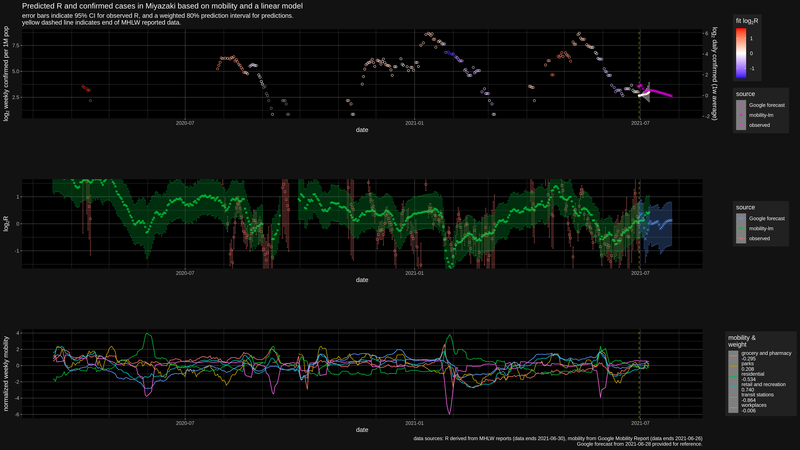 Predicted R and confirmed cases in Miyazaki based on mobility and a linear model
error bars indicate 95% CI for observed R, and a weighted 80% prediction interval for predictions.
yellow dashed line indicates end of MHLW reported data.
log₂ weekly confirmed per 1M pop
7.5
5.0
2.5
8
6
4
2
0
-2
log₂ daily confirmed (1w average)
2020-07
2021-01
2021-07
date
fit log₂R
1
0
-1
source
Google forecast
mobility-lm
observed
log₂R
1
0
-1
2020-07
2021-01
2021-07
date
source
Google forecast
mobility-lm
observed
normalized weekly mobility
4
2
0
-2
-4
-6
2020-07
2021-01
2021-07
date
mobility &
weight
grocery and pharmacy
-0.295
parks
0.208
residential
-0.534
retail and recreation
0.740
transit stations
-0.864
workplaces
-0.006
data sources: R derived from MHLW reports (data ends 2021-06-30), mobility from Google Mobility Report (data ends 2021-06-26)
Google forecast from 2021-06-28 provided for reference.